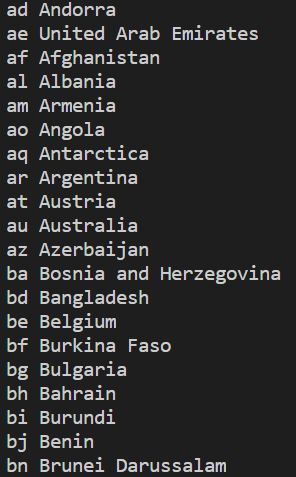 ad Andorra
ae United Arab Emirates
af Afghanistan
al Albania
am Armenia
ao Angola
aq Antarctica
ar Argentina
at Austria
au Australia
az Azerbaijan
ba Bosnia and Herzegovina
bd Bangladesh
be Belgium
bf Burkina Faso
bg Bulgaria
bh Bahrain
bi Burundi
bj Benin
bn Brunei Darussalam